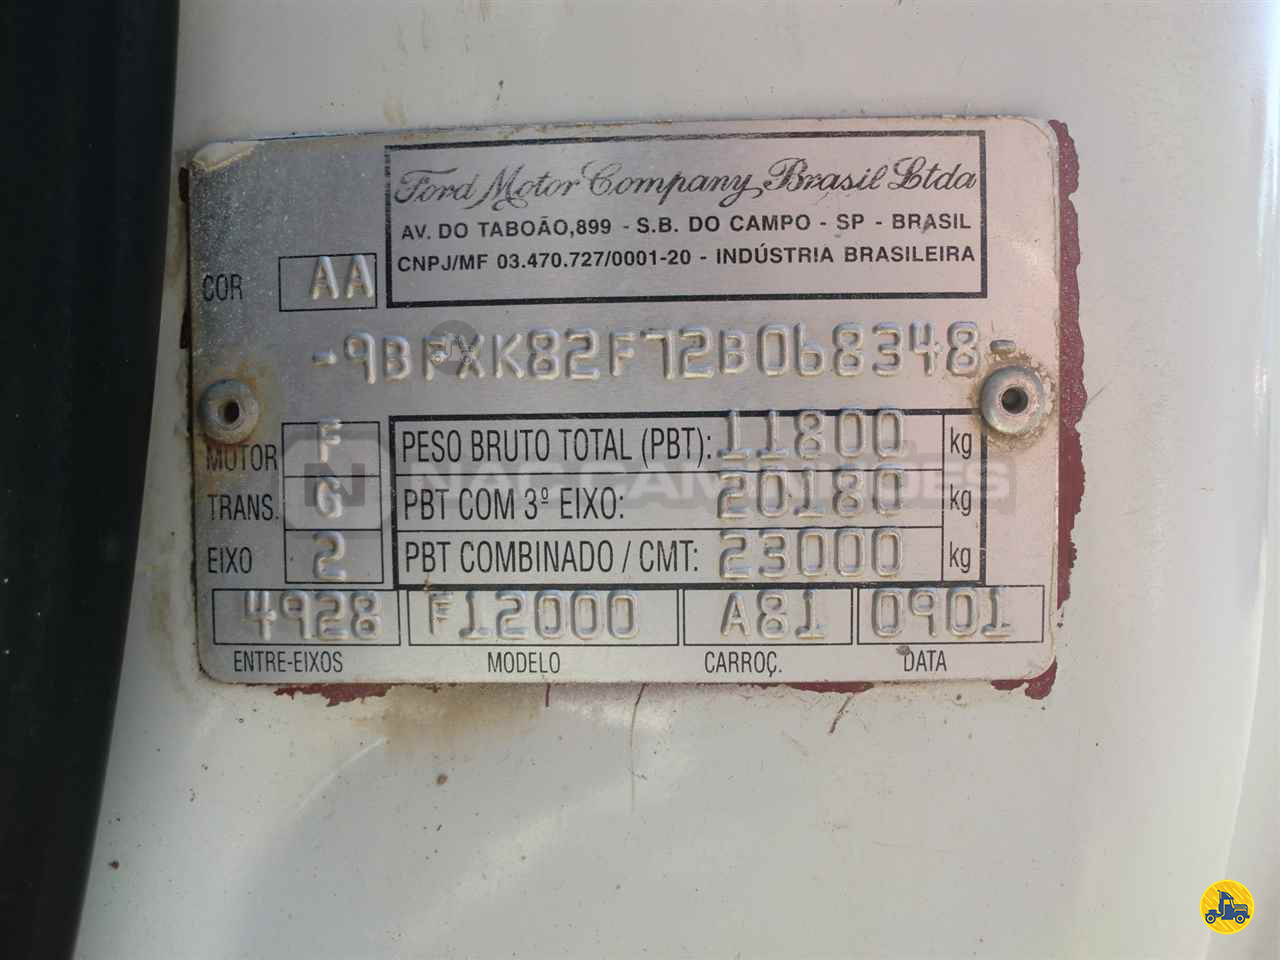 Ford Motor Company Brasil Ltda
AV. DO TABOÃO,899 - S.B. DO CAMPO - SP - BRASIL
CNPJ/MF 03.470.727/0001-20 - INDÚSTRIA BRASILEIRA
COR AA
-9BFXK82F72B068348-
MOTOR F PESO BRUTO TOTAL (PBT): 11800 kg
TRANS. G PBT COM 3º EIXO: 20180 kg
EIXO 2 PBT COMBINADO / CMT: 23000 kg
4928 F12000 A81 0901
ENTRE-EIXOS MODELO CARROÇ. DATA